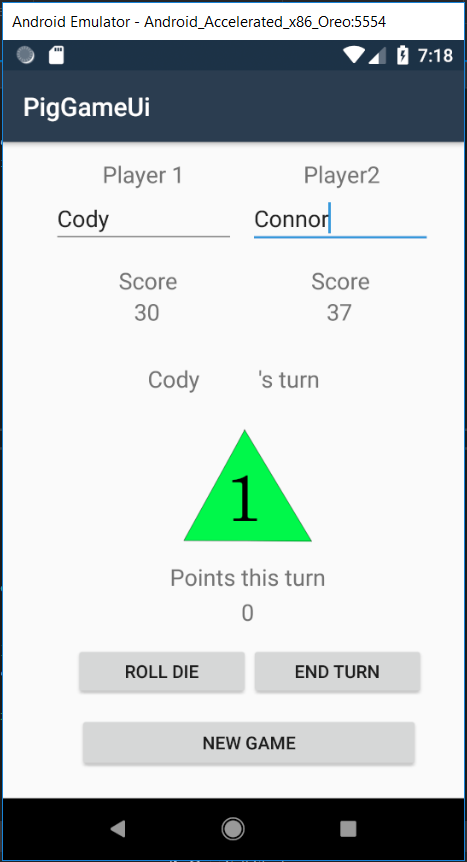 Android Emulator - Android_Accelerated_x86_Oreo:5554
7:18
PigGameUi
Player 1 Player2
Cody Connor
Score Score
30 37
Cody 's turn
1
Points this turn
0
ROLL DIE END TURN
NEW GAME